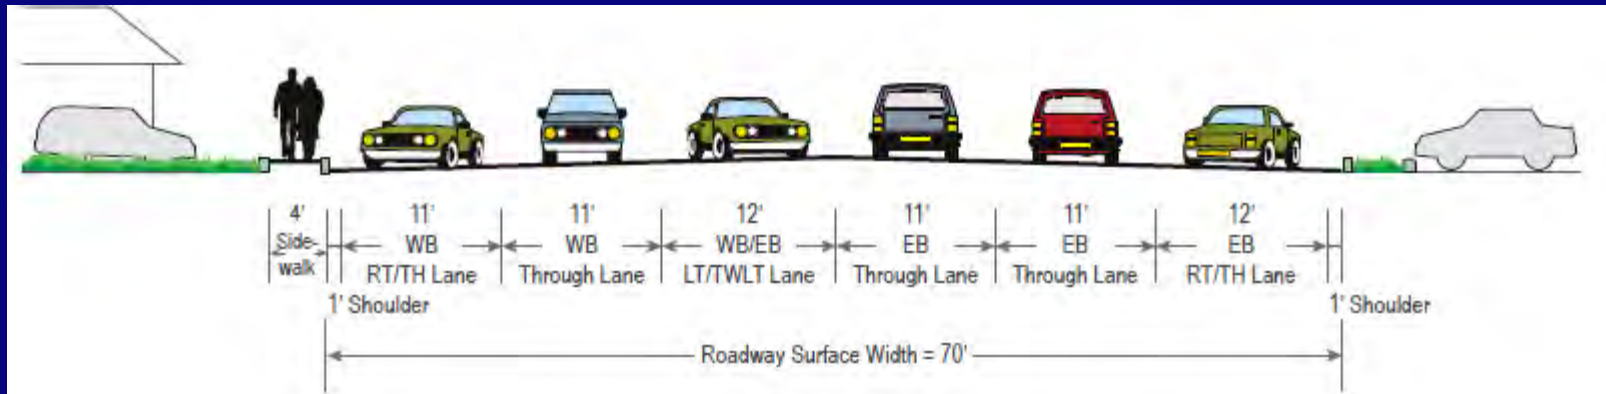 4' 11' 11' 12' 11' 11' 12'
Side- WB WB WB/EB EB EB EB
walk RT/TH Lane Through Lane LT/TWLT Lane Through Lane Through Lane RT/TH Lane
1' Shoulder 1' Shoulder
Roadway Surface Width = 70'